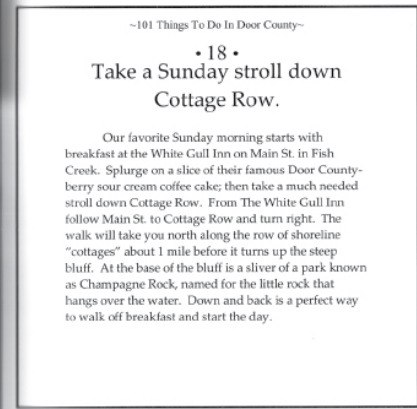 ~101 Things To Do In Door County~
• 18 •
Take a Sunday stroll down
Cottage Row.
Our favorite Sunday morning starts with
breakfast at the White Gull Inn on Main St. in Fish
Creek. Splurge on a slice of their famous Door County-
berry sour cream coffee cake; then take a much needed
stroll down Cottage Row. From The White Gull Inn
follow Main St. to Cottage Row and turn right. The
walk will take you north along the row of shoreline
"cottages" about 1 mile before it turns up the steep
bluff. At the base of the bluff is a sliver of a park known
as Champagne Rock, named for the little rock that
hangs over the water. Down and back is a perfect way
to walk off breakfast and start the day.